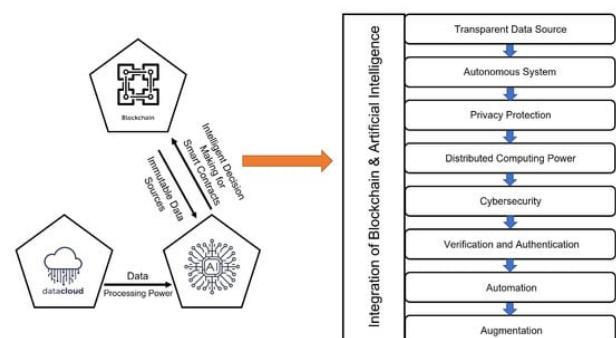 Blockchain
Immutable Data
Sources
Intelligent Decision
Making for
Smart Contracts
datacloud
Data
Processing Power
AI
Integration of Blockchain & Artificial Intelligence
Transparent Data Source
Autonomous System
Privacy Protection
Distributed Computing Power
Cybersecurity
Verification and Authentication
Automation
Augmentation